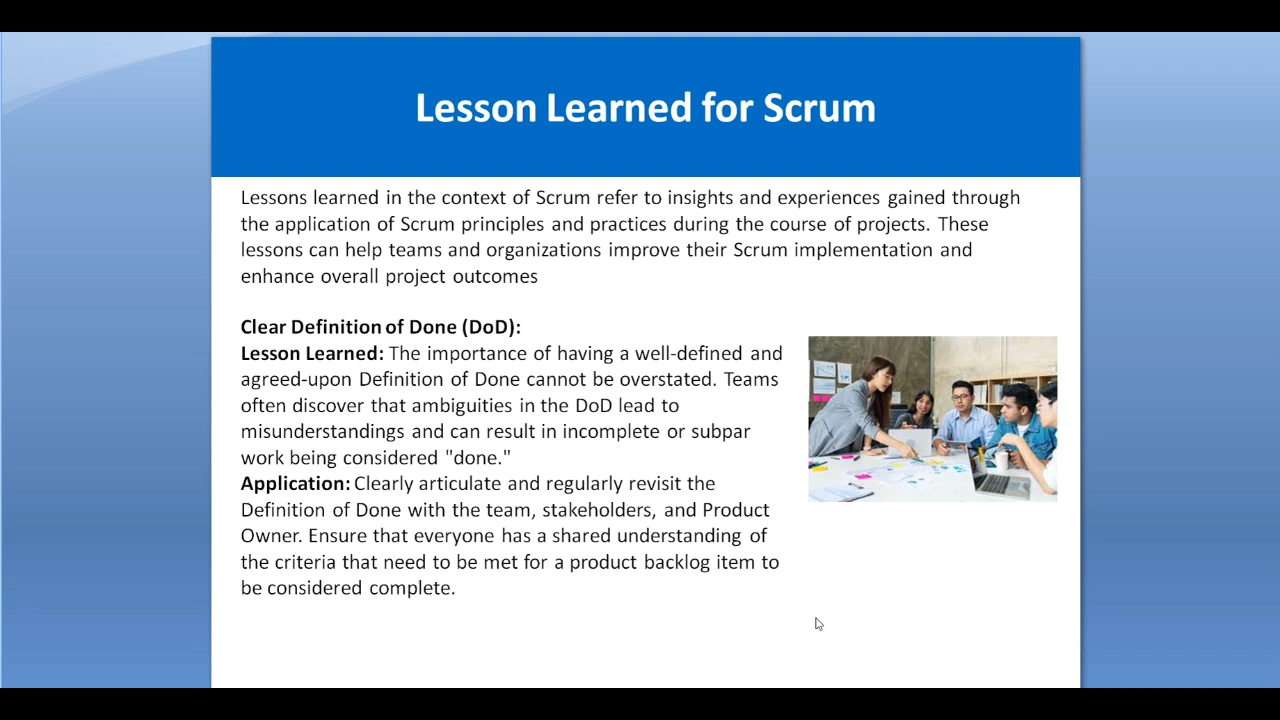 Lesson Learned for Scrum
Lessons learned in the context of Scrum refer to insights and experiences gained through
the application of Scrum principles and practices during the course of projects. These
lessons can help teams and organizations improve their Scrum implementation and
enhance overall project outcomes
Clear Definition of Done (DoD):
Lesson Learned: The importance of having a well-defined and
agreed-upon Definition of Done cannot be overstated. Teams
often discover that ambiguities in the DoD lead to
misunderstandings and can result in incomplete or subpar
work being considered "done."
Application: Clearly articulate and regularly revisit the
Definition of Done with the team, stakeholders, and Product
Owner. Ensure that everyone has a shared understanding of
the criteria that need to be met for a product backlog item to
be considered complete.